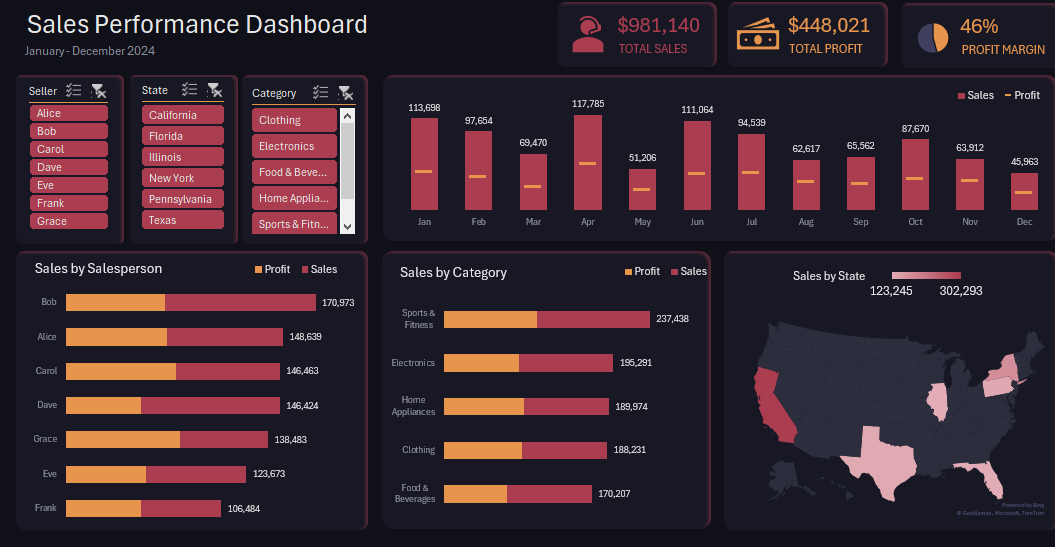 Sales Performance Dashboard
January - December 2024
$981,140
TOTAL SALES
$448,021
TOTAL PROFIT
46%
PROFIT MARGIN
Seller
Alice
Bob
Carol
Dave
Eve
Frank
Grace
State
California
Florida
Illinois
New York
Pennsylvania
Texas
Category
Clothing
Electronics
Food & Beve...
Home Applia...
Sports & Fitn...
Sales Profit
113,698
97,654
69,470
117,785
51,206
111,064
94,539
62,617
65,562
87,670
63,912
45,963
Jan Feb Mar Apr May Jun Jul Aug Sep Oct Nov Dec
Sales by Salesperson
Profit Sales
Bob 170,973
Alice 148,639
Carol 146,463
Dave 146,424
Grace 138,483
Eve 123,673
Frank 106,484
Sales by Category
Profit Sales
Sports &
Fitness 237,438
Electronics 195,291
Home
Appliances 189,974
Clothing 188,231
Food &
Beverages 170,207
Sales by State
123,245 302,293
Powered by Bing
© GeoNames, Microsoft, TomTom